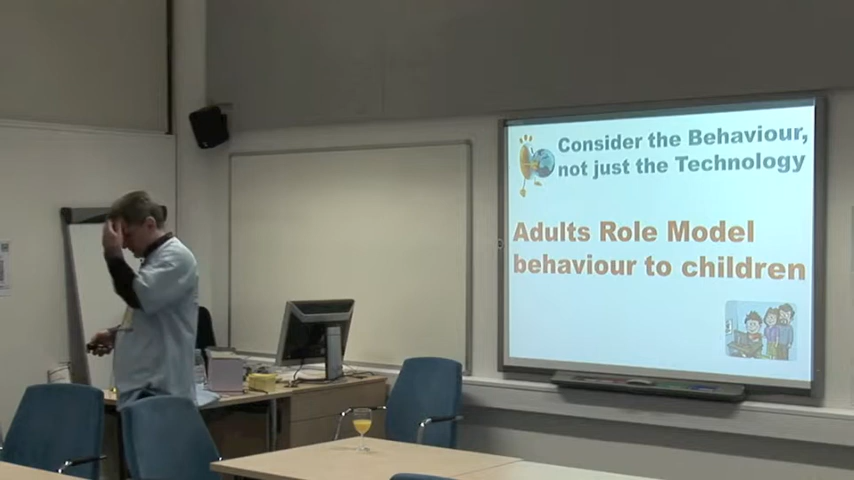 Consider the Behaviour,
not just the Technology
Adults Role Model
behaviour to children